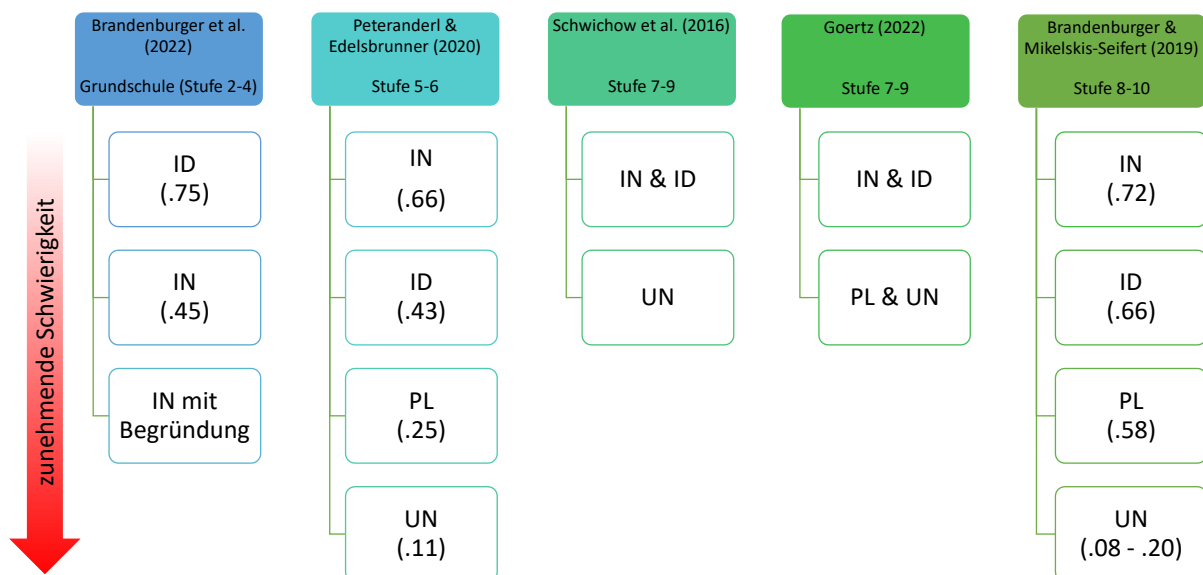 Brandenburger et al.
(2022)
Grundschule (Stufe 2-4)
ID
(.75)
IN
(.45)
IN mit
Begründung
Peteranderl &
Edelsbrunner (2020)
Stufe 5-6
IN
(.66)
ID
(.43)
PL
(.25)
UN
(.11)
Schwichow et al. (2016)
Stufe 7-9
IN & ID
UN
Goertz (2022)
Stufe 7-9
IN & ID
PL & UN
Brandenburger &
Mikelskis-Seifert (2019)
Stufe 8-10
IN
(.72)
ID
(.66)
PL
(.58)
UN
(.08 - .20)
zunehmende Schwierigkeit